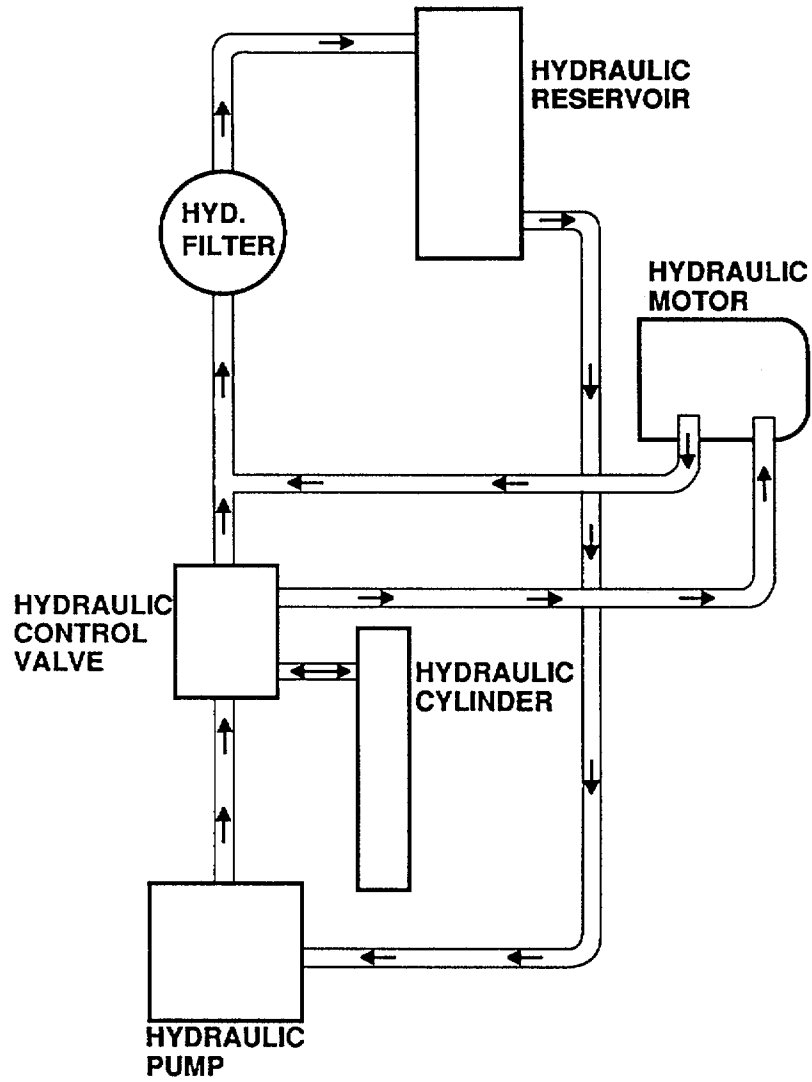 HYDRAULIC
RESERVOIR
HYD.
FILTER
HYDRAULIC
MOTOR
HYDRAULIC
CONTROL
VALVE
HYDRAULIC
CYLINDER
HYDRAULIC
PUMP